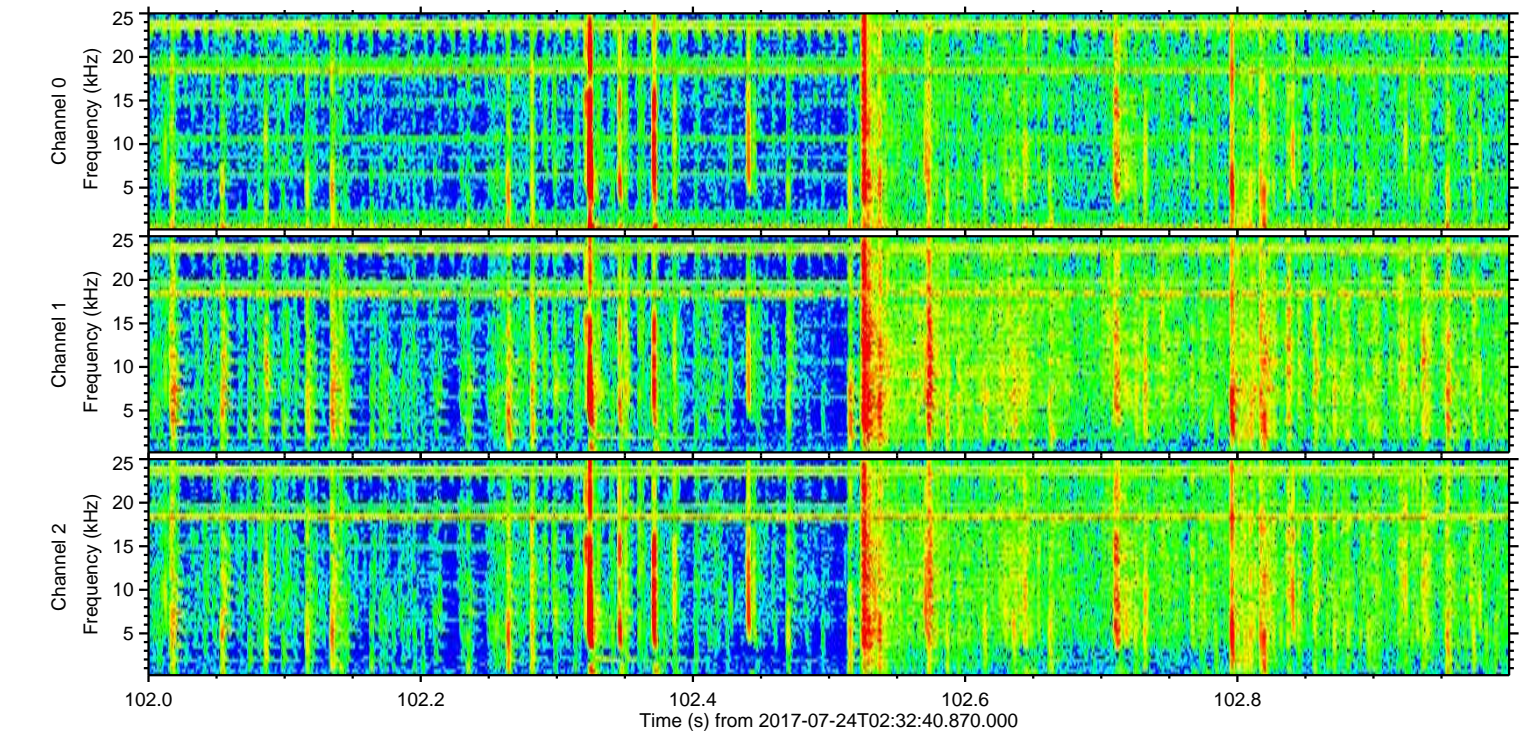 25
20
15
10
5
Channel 0
Frequency (kHz)
25
20
15
10
5
Channel 1
Frequency (kHz)
25
20
15
10
5
Channel 2
Frequency (kHz)
102.0 102.2 102.4 102.6 102.8
Time (s) from 2017-07-24T02:32:40.870.000